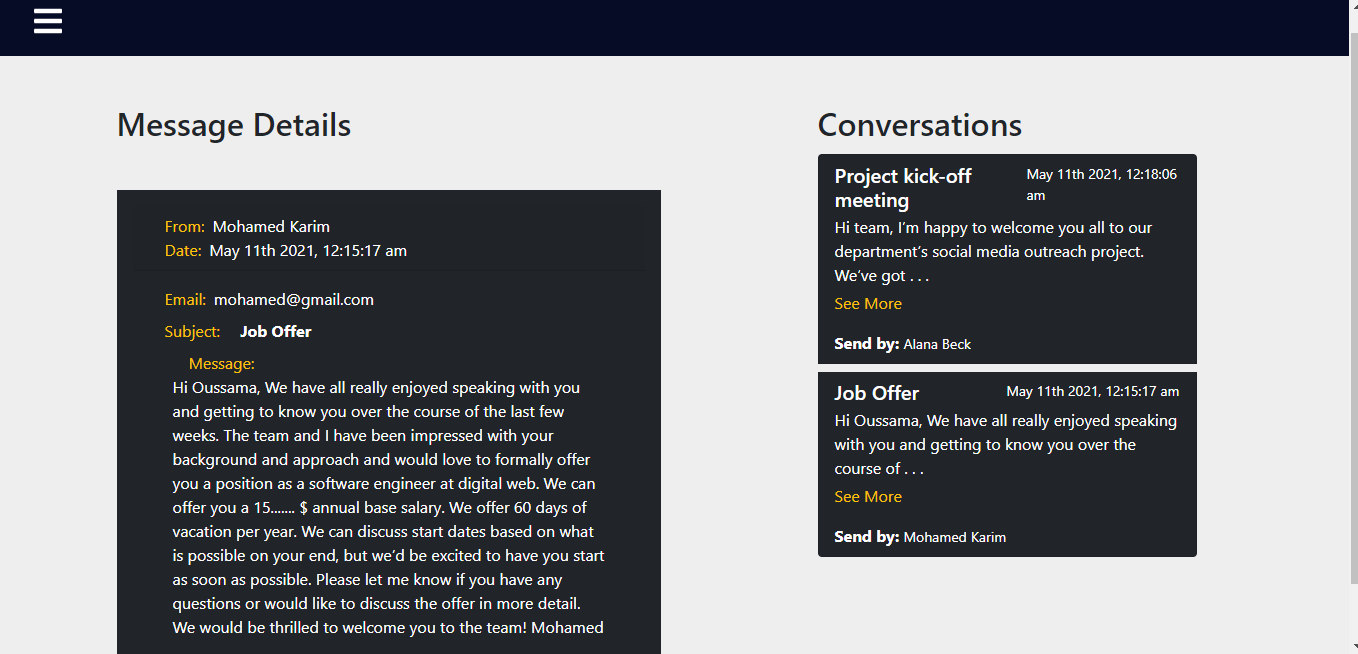 Message Details
From: Mohamed Karim
Date: May 11th 2021, 12:15:17 am
Email: mohamed@gmail.com
Subject: Job Offer
Message:
Hi Oussama, We have all really enjoyed speaking with you
and getting to know you over the course of the last few
weeks. The team and I have been impressed with your
background and approach and would love to formally offer
you a position as a software engineer at digital web. We can
offer you a 15....... $ annual base salary. We offer 60 days of
vacation per year. We can discuss start dates based on what
is possible on your end, but we’d be excited to have you start
as soon as possible. Please let me know if you have any
questions or would like to discuss the offer in more detail.
We would be thrilled to welcome you to the team! Mohamed
Conversations
Project kick-off
meeting
May 11th 2021, 12:18:06
am
Hi team, I’m happy to welcome you all to our
department’s social media outreach project.
We’ve got . . .
See More
Send by: Alana Beck
Job Offer
May 11th 2021, 12:15:17 am
Hi Oussama, We have all really enjoyed speaking
with you and getting to know you over the
course of . . .
See More
Send by: Mohamed Karim